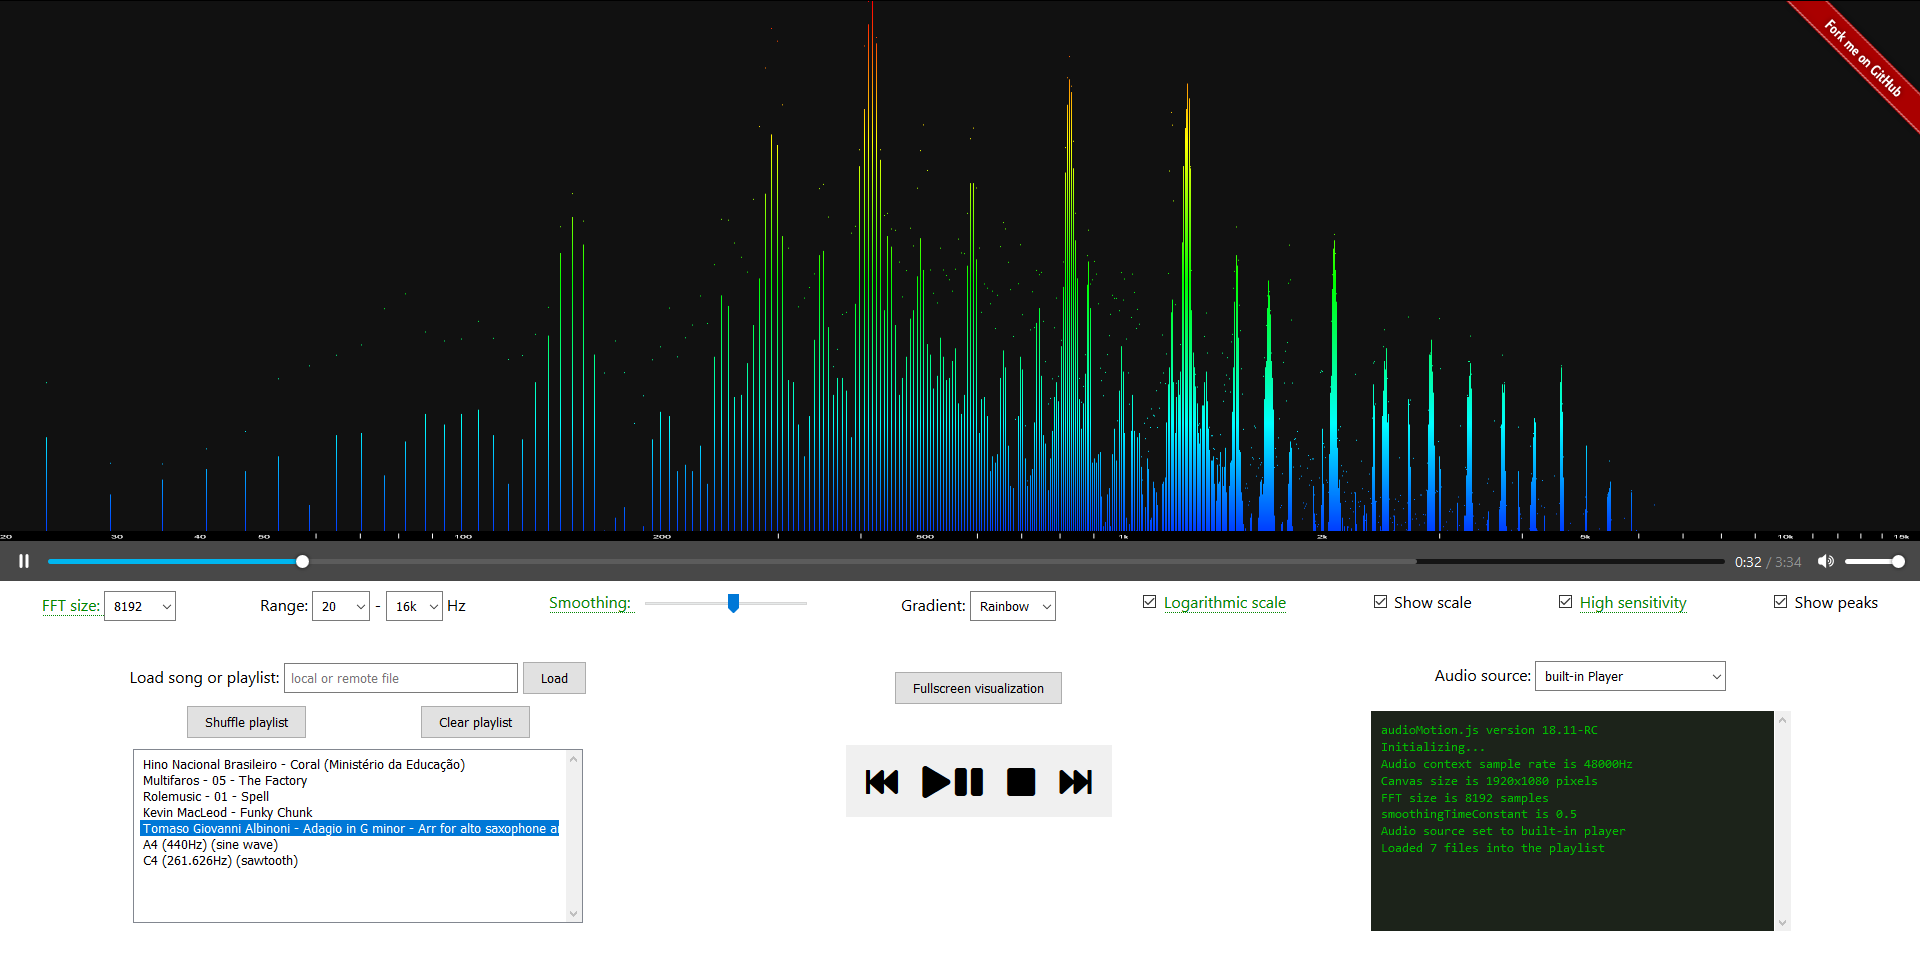 Fork me on GitHub
20 30 40 50 100 200 500 1k 2k 5k 10k 15k
0:32 / 3:34
FFT size: 8192 Range: 20 - 16k Hz Smoothing: Gradient: Rainbow Logarithmic scale Show scale High sensitivity Show peaks
Load song or playlist: local or remote file Load
Shuffle playlist Clear playlist
Hino Nacional Brasileiro - Coral (Ministério da Educação)
Multifaros - 05 - The Factory
Rolemusic - 01 - Spell
Kevin MacLeod - Funky Chunk
Tomaso Giovanni Albinoni - Adagio in G minor - Arr for alto saxophone a
A4 (440Hz) (sine wave)
C4 (261.626Hz) (sawtooth)
Fullscreen visualization
Audio source: built-in Player
audioMotion.js version 18.11-RC
Initializing...
Audio context sample rate is 48000Hz
Canvas size is 1920x1080 pixels
FFT size is 8192 samples
smoothingTimeConstant is 0.5
Audio source set to built-in player
Loaded 7 files into the playlist